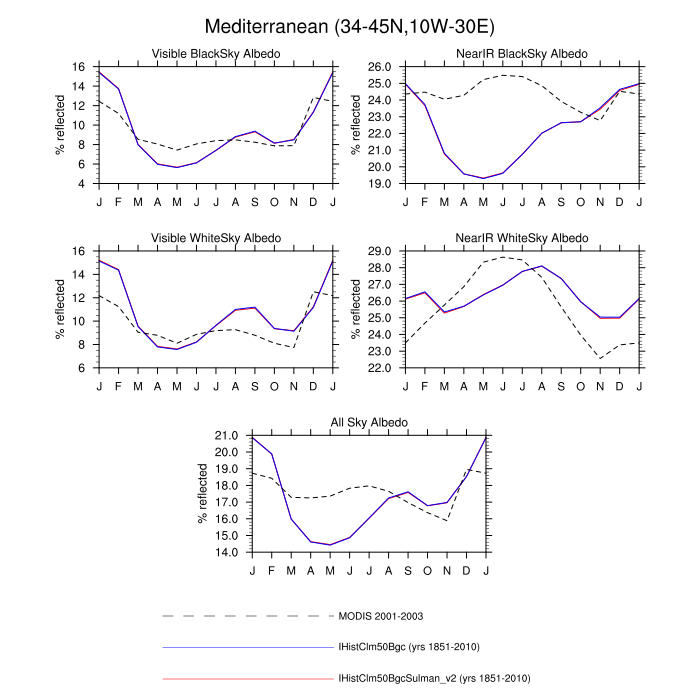 Mediterranean (34-45N,10W-30E)
Visible BlackSky Albedo
NearIR BlackSky Albedo
% reflected
16
14
12
10
8
6
4
J F M A M J J A S O N D J
% reflected
26.0
25.0
24.0
23.0
22.0
21.0
20.0
19.0
J F M A M J J A S O N D J
Visible WhiteSky Albedo
NearIR WhiteSky Albedo
% reflected
16
14
12
10
8
6
J F M A M J J A S O N D J
% reflected
29.0
28.0
27.0
26.0
25.0
24.0
23.0
22.0
J F M A M J J A S O N D J
All Sky Albedo
% reflected
21.0
20.0
19.0
18.0
17.0
16.0
15.0
14.0
J F M A M J J A S O N D J
MODIS 2001-2003
IHistClm50Bgc (yrs 1851-2010)
IHistClm50BgcSulman_v2 (yrs 1851-2010)